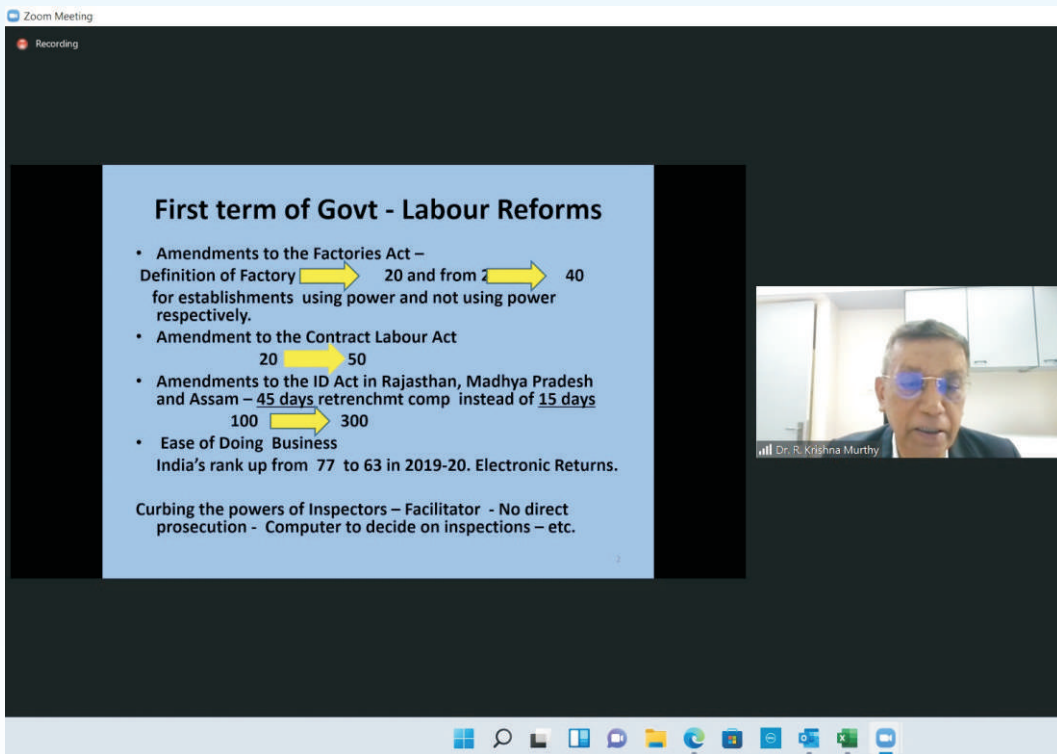 Zoom Meeting
Recording
First term of Govt - Labour Reforms
• Amendments to the Factories Act –
Definition of Factory 20 and from 40
for establishments using power and not using power
respectively.
• Amendment to the Contract Labour Act
20 50
• Amendments to the ID Act in Rajasthan, Madhya Pradesh
and Assam – 45 days retrenchmt comp instead of 15 days
100 300
• Ease of Doing Business
India's rank up from 77 to 63 in 2019-20. Electronic Returns.
Curbing the powers of Inspectors – Facilitator - No direct
prosecution - Computer to decide on inspections – etc.
2
Dr. R. Krishna Murthy